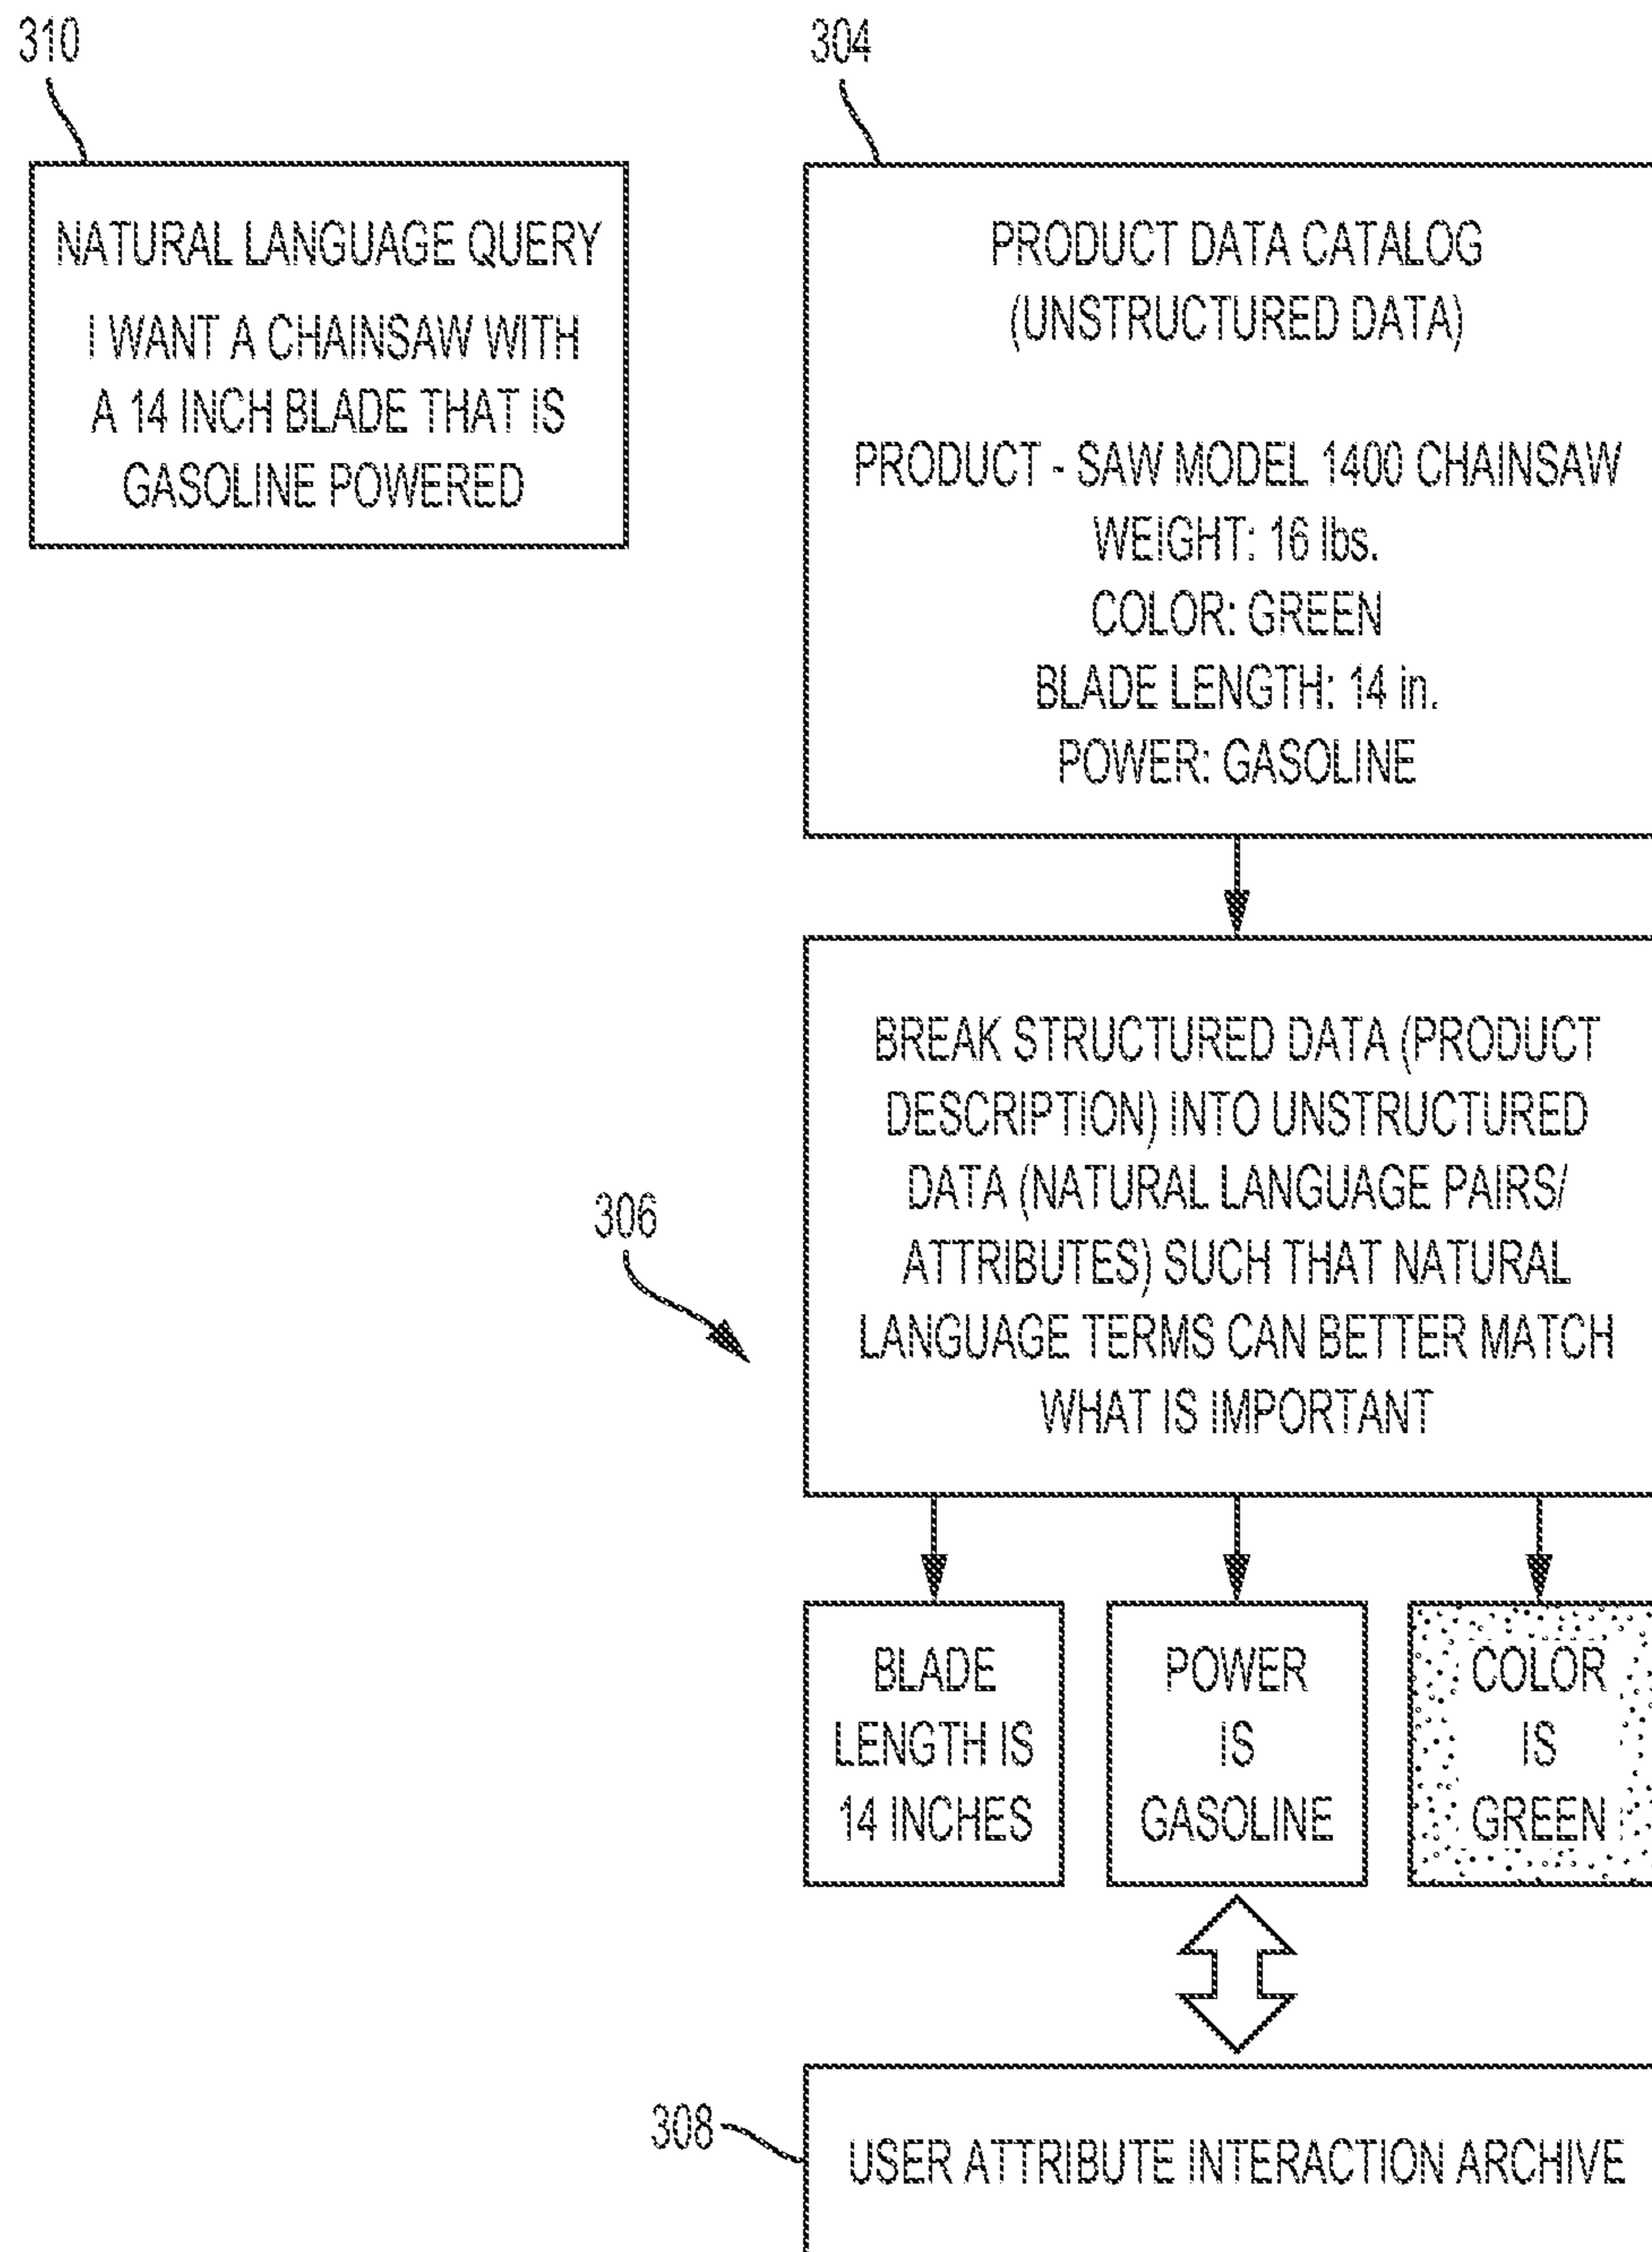 310
NATURAL LANGUAGE QUERY
I WANT A CHAINSAW WITH
A 14 INCH BLADE THAT IS
GASOLINE POWERED
304
PRODUCT DATA CATALOG
(UNSTRUCTURED DATA)
PRODUCT - SAW MODEL 1400 CHAINSAW
WEIGHT: 16 lbs.
COLOR: GREEN
BLADE LENGTH: 14 in.
POWER: GASOLINE
306
BREAK STRUCTURED DATA (PRODUCT
DESCRIPTION) INTO UNSTRUCTURED
DATA (NATURAL LANGUAGE PAIRS/
ATTRIBUTES) SUCH THAT NATURAL
LANGUAGE TERMS CAN BETTER MATCH
WHAT IS IMPORTANT
BLADE
LENGTH IS
14 INCHES
POWER
IS
GASOLINE
COLOR
IS
GREEN
308
USER ATTRIBUTE INTERACTION ARCHIVE